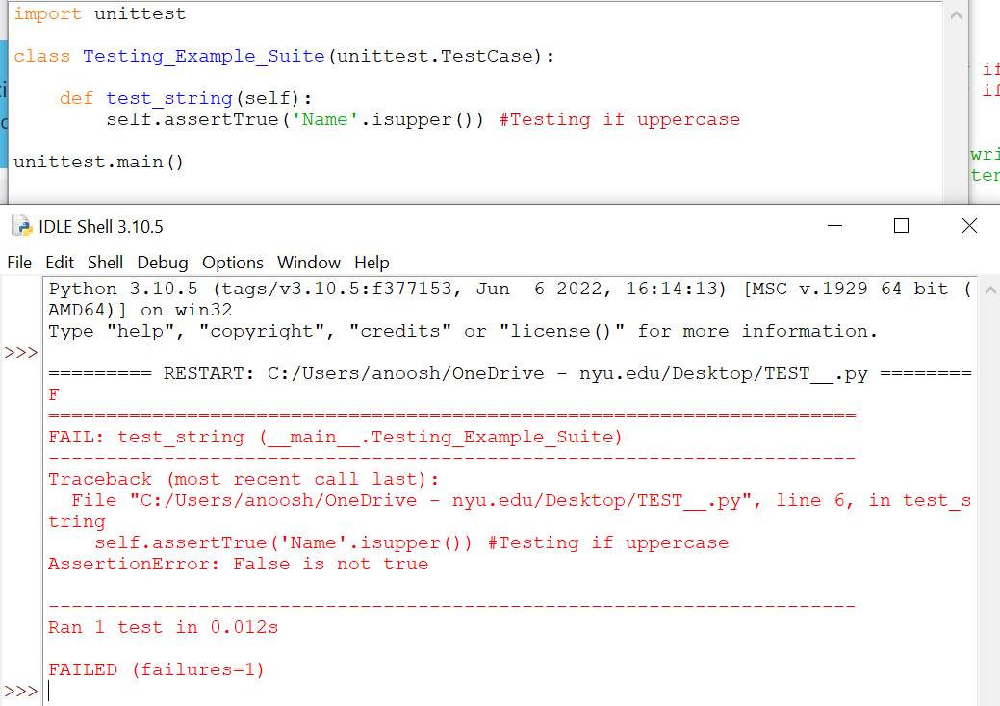 import unittest
class Testing_Example_Suite(unittest.TestCase):
    def test_string(self):
        self.assertTrue('Name'.isupper()) #Testing if uppercase
unittest.main()
if
if
wri
ter
IDLE Shell 3.10.5
File Edit Shell Debug Options Window Help
Python 3.10.5 (tags/v3.10.5:f377153, Jun  6 2022, 16:14:13) [MSC v.1929 64 bit (
AMD64)] on win32
Type "help", "copyright", "credits" or "license()" for more information.
>>>
========= RESTART: C:/Users/anoosh/OneDrive - nyu.edu/Desktop/TEST__.py ========
F
======================================================================
FAIL: test_string (__main__.Testing_Example_Suite)
----------------------------------------------------------------------
Traceback (most recent call last):
  File "C:/Users/anoosh/OneDrive - nyu.edu/Desktop/TEST__.py", line 6, in test_s
tring
    self.assertTrue('Name'.isupper()) #Testing if uppercase
AssertionError: False is not true
----------------------------------------------------------------------
Ran 1 test in 0.012s
FAILED (failures=1)
>>>